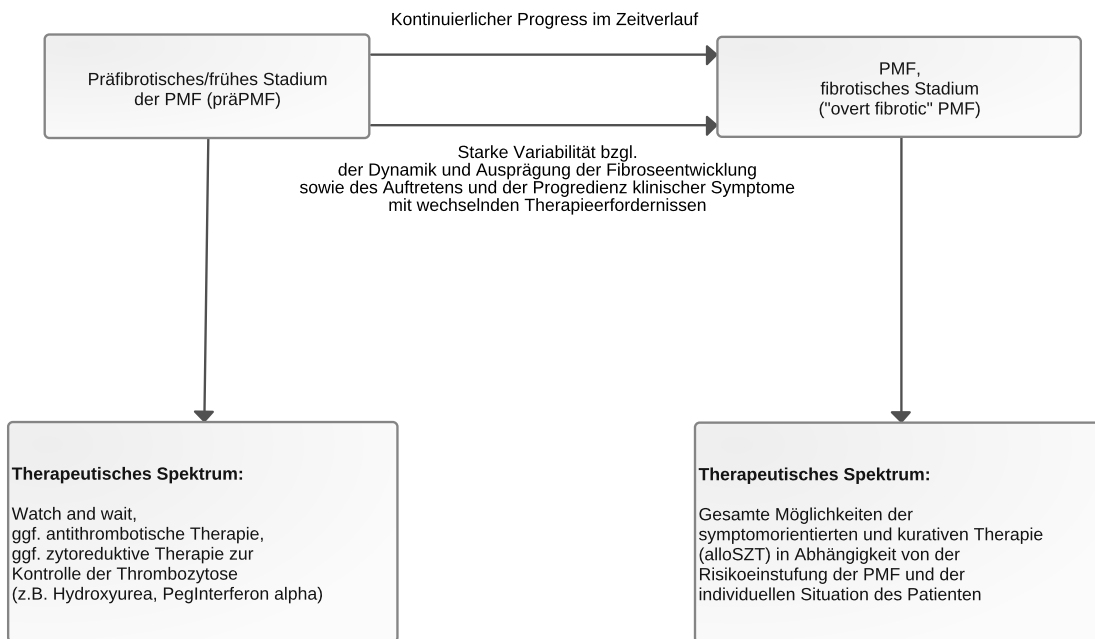 Kontinuierlicher Progress im Zeitverlauf
Präfibrotisches/frühes Stadium
der PMF (präPMF)
PMF,
fibrotisches Stadium
("overt fibrotic" PMF)
Starke Variabilität bzgl.
der Dynamik und Ausprägung der Fibroseentwicklung
sowie des Auftretens und der Progredienz klinischer Symptome
mit wechselnden Therapieerfordernissen
Therapeutisches Spektrum:
Watch and wait,
ggf. antithrombotische Therapie,
ggf. zytoreduktive Therapie zur
Kontrolle der Thrombozytose
(z.B. Hydroxyurea, PegInterferon alpha)
Therapeutisches Spektrum:
Gesamte Möglichkeiten der
symptomorientierten und kurativen Therapie
(alloSZT) in Abhängigkeit von der
Risikoeinstufung der PMF und der
individuellen Situation des Patienten